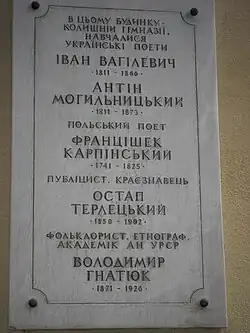 В ЦЬОМУ БУДИНКУ-
КОЛИШНІЙ ГІМНАЗІЇ,
НАВЧАЛИСЯ
УКРАЇНСЬКІ ПОЕТИ
ІВАН ВАГІЛЕВИЧ
·1811 - 1866·
АНТІН
МОГИЛЬНИЦЬКИЙ
·1811 - 1873·
ПОЛЬСЬКИЙ ПОЕТ
ФРАНЦІШЕК
КАРПІНСЬКИЙ
·1741 - 1825·
ПУБЛІЦИСТ, КРАЄЗНАВЕЦЬ
ОСТАП
ТЕРЛЕЦЬКИЙ
·1850 - 1902·
ФОЛЬКЛОРИСТ, ЕТНОГРАФ,
АКАДЕМІК АН УРСР
ВОЛОДИМИР
ГНАТЮК
·1871 - 1926·